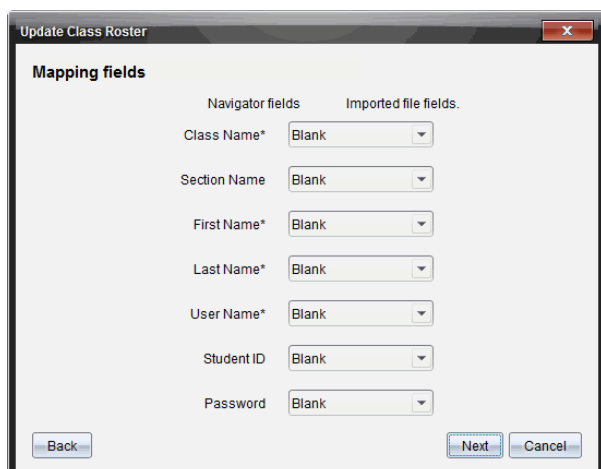 Update Class Roster
Mapping fields
Navigator fields Imported file fields.
Class Name* Blank
Section Name Blank
First Name* Blank
Last Name* Blank
User Name* Blank
Student ID Blank
Password Blank
Back Next Cancel